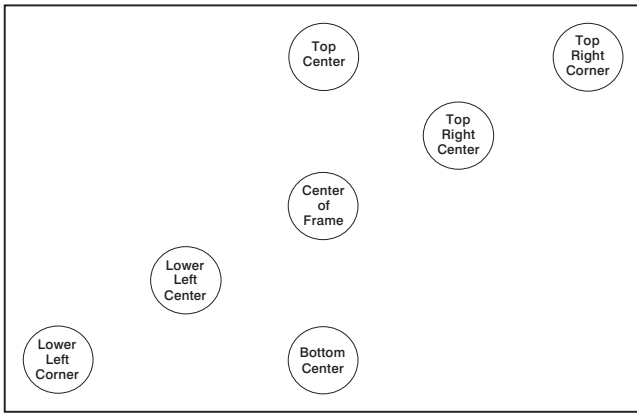 Top
Center
Top
Right
Corner
Top
Right
Center
Center
of
Frame
Lower
Left
Center
Lower
Left
Corner
Bottom
Center